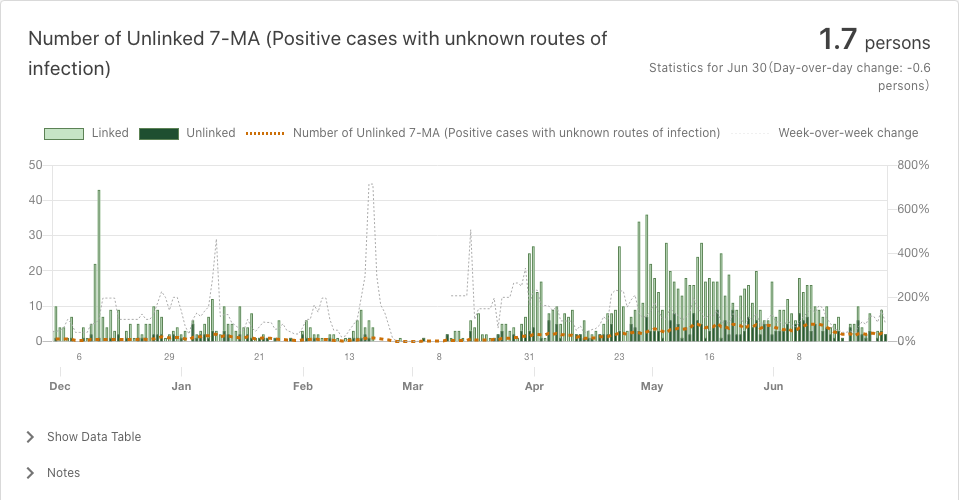 Number of Unlinked 7-MA (Positive cases with unknown routes of
infection)
1.7 persons
Statistics for Jun 30(Day-over-day change: -0.6
persons)
Linked
Unlinked
Number of Unlinked 7-MA (Positive cases with unknown routes of infection)
Week-over-week change
50
40
30
20
10
0
800%
600%
400%
200%
0%
6 29 21 13 8 31 23 16 8
Dec Jan Feb Mar Apr May Jun
Show Data Table
Notes